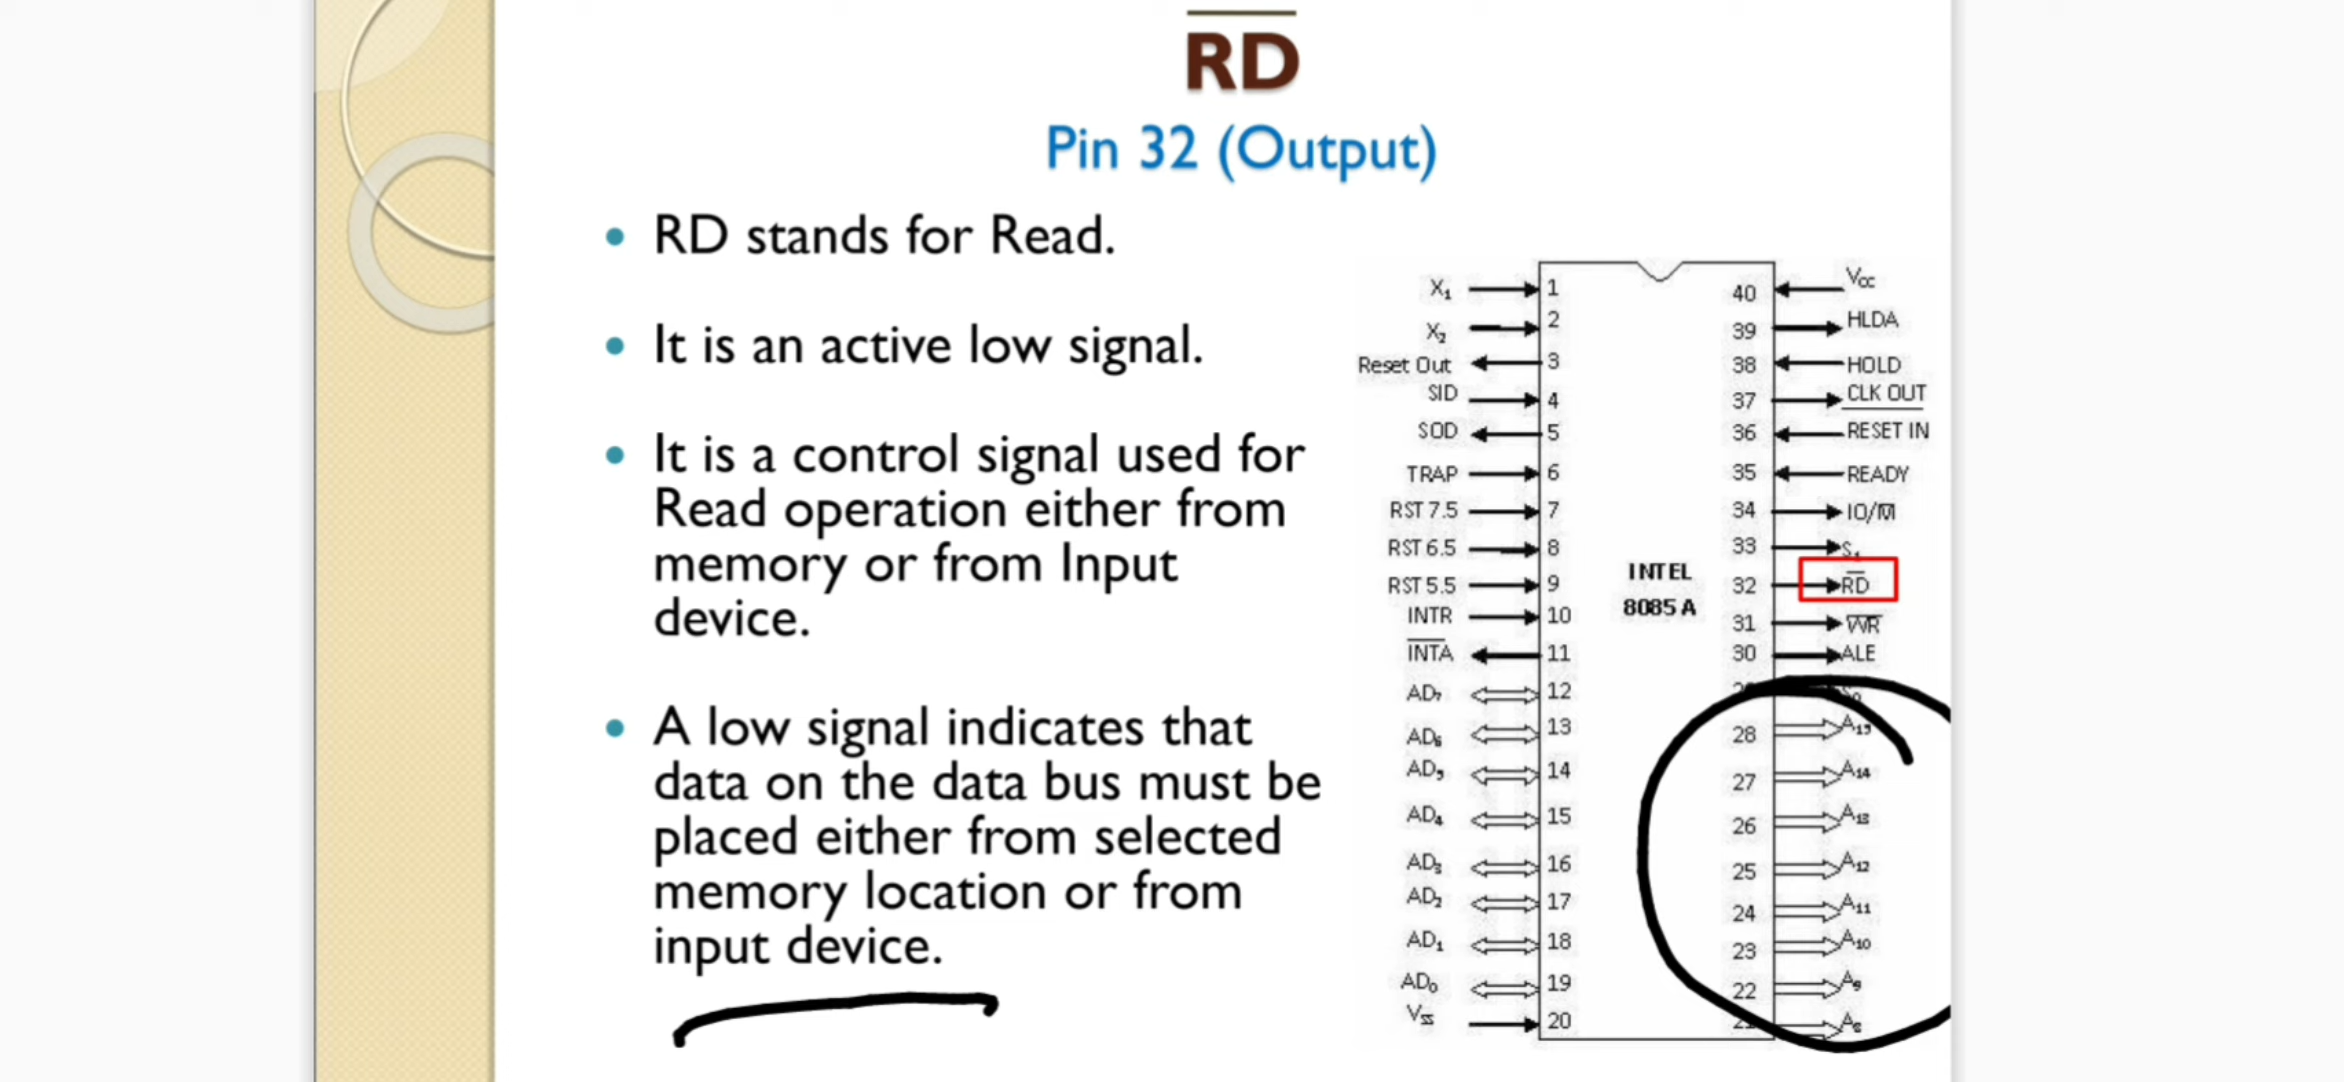 RD
Pin 32 (Output)
• RD stands for Read.
• It is an active low signal.
• It is a control signal used for
Read operation either from
memory or from Input
device.
• A low signal indicates that
data on the data bus must be
placed either from selected
memory location or from
input device.
X₁ 1
X₂ 2
Reset Out 3
SID 4
SOD 5
TRAP 6
RST 7.5 7
RST 6.5 8
RST 5.5 9
INTR 10
INTA 11
AD₇ 12
AD₆ 13
AD₅ 14
AD₄ 15
AD₃ 16
AD₂ 17
AD₁ 18
AD₀ 19
Vss 20
INTEL
8085 A
40 Vcc
39 HLDA
38 HOLD
37 CLK OUT
36 RESET IN
35 READY
34 IO/M
33 S₁
32 RD
31 WR
30 ALE
S₀
28 A₁₅
27 A₁₄
26 A₁₃
25 A₁₂
24 A₁₁
23 A₁₀
22 A₉
21 A₈